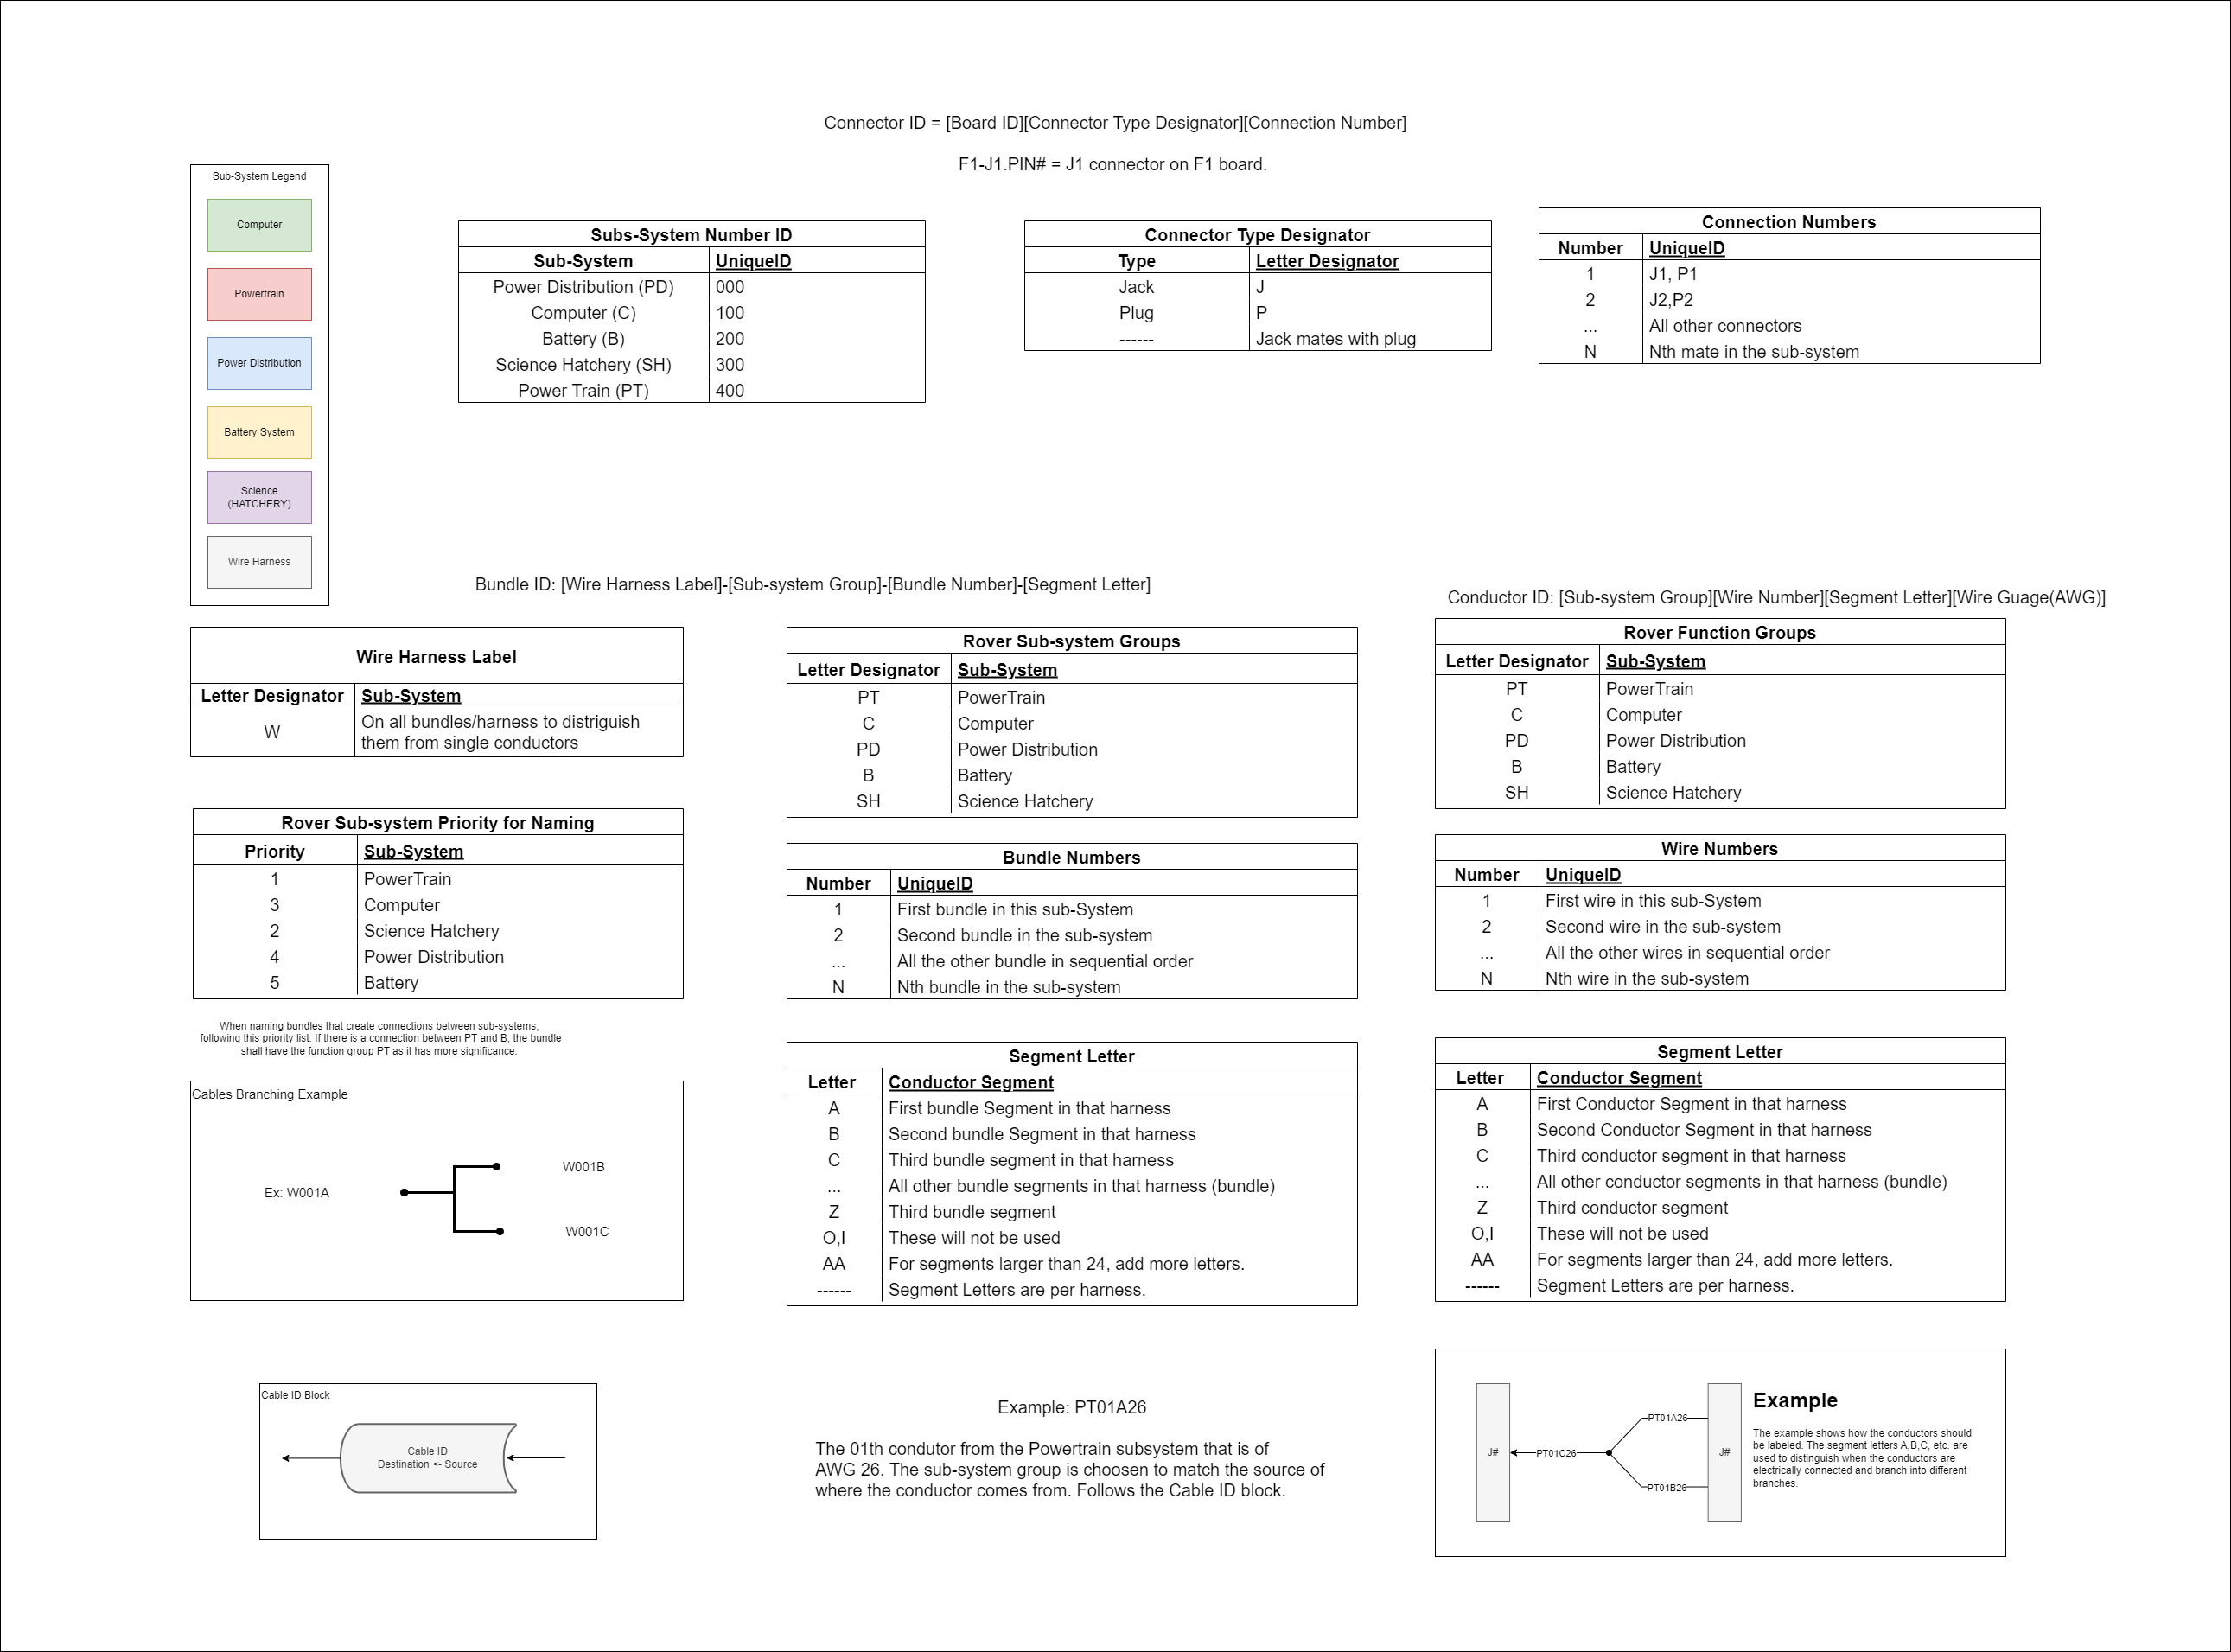 Connector ID = [Board ID][Connector Type Designator][Connection Number]
F1-J1.PIN# = J1 connector on F1 board.
Sub-System Legend
Computer
Powertrain
Power Distribution
Battery System
Science
(HATCHERY)
Wire Harness
Subs-System Number ID
Sub-System UniqueID
Power Distribution (PD) 000
Computer (C) 100
Battery (B) 200
Science Hatchery (SH) 300
Power Train (PT) 400
Connector Type Designator
Type Letter Designator
Jack J
Plug P
------ Jack mates with plug
Connection Numbers
Number UniqueID
1 J1, P1
2 J2,P2
... All other connectors
N Nth mate in the sub-system
Bundle ID: [Wire Harness Label]-[Sub-system Group]-[Bundle Number]-[Segment Letter]
Conductor ID: [Sub-system Group][Wire Number][Segment Letter][Wire Guage(AWG)]
Wire Harness Label
Letter Designator Sub-System
W On all bundles/harness to distriguish
them from single conductors
Rover Sub-system Priority for Naming
Priority Sub-System
1 PowerTrain
3 Computer
2 Science Hatchery
4 Power Distribution
5 Battery
When naming bundles that create connections between sub-systems,
following this priority list. If there is a connection between PT and B, the bundle
shall have the function group PT as it has more significance.
Cables Branching Example
Ex: W001A
W001B
W001C
Cable ID Block
Cable ID
Destination <- Source
Rover Sub-system Groups
Letter Designator Sub-System
PT PowerTrain
C Computer
PD Power Distribution
B Battery
SH Science Hatchery
Bundle Numbers
Number UniqueID
1 First bundle in this sub-System
2 Second bundle in the sub-system
... All the other bundle in sequential order
N Nth bundle in the sub-system
Segment Letter
Letter Conductor Segment
A First bundle Segment in that harness
B Second bundle Segment in that harness
C Third bundle segment in that harness
... All other bundle segments in that harness (bundle)
Z Third bundle segment
O,I These will not be used
AA For segments larger than 24, add more letters.
------ Segment Letters are per harness.
Example: PT01A26
The 01th condutor from the Powertrain subsystem that is of
AWG 26. The sub-system group is choosen to match the source of
where the conductor comes from. Follows the Cable ID block.
Rover Function Groups
Letter Designator Sub-System
PT PowerTrain
C Computer
PD Power Distribution
B Battery
SH Science Hatchery
Wire Numbers
Number UniqueID
1 First wire in this sub-System
2 Second wire in the sub-system
... All the other wires in sequential order
N Nth wire in the sub-system
Segment Letter
Letter Conductor Segment
A First Conductor Segment in that harness
B Second Conductor Segment in that harness
C Third conductor segment in that harness
... All other conductor segments in that harness (bundle)
Z Third conductor segment
O,I These will not be used
AA For segments larger than 24, add more letters.
------ Segment Letters are per harness.
J#
PT01C26
PT01A26
PT01B26
J#
Example
The example shows how the conductors should
be labeled. The segment letters A,B,C, etc. are
used to distinguish when the conductors are
electrically connected and branch into different
branches.